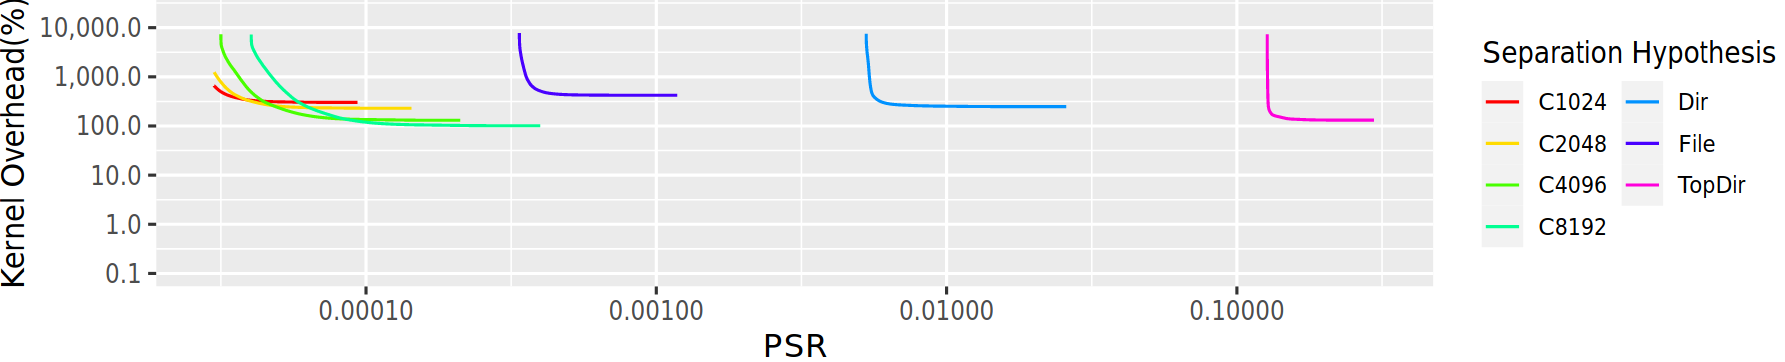 Kernel Overhead(%)
10,000.0
1,000.0
100.0
10.0
1.0
0.1
0.00010 0.00100 0.01000 0.10000
PSR
Separation Hypothesis
C1024 Dir
C2048 File
C4096 TopDir
C8192